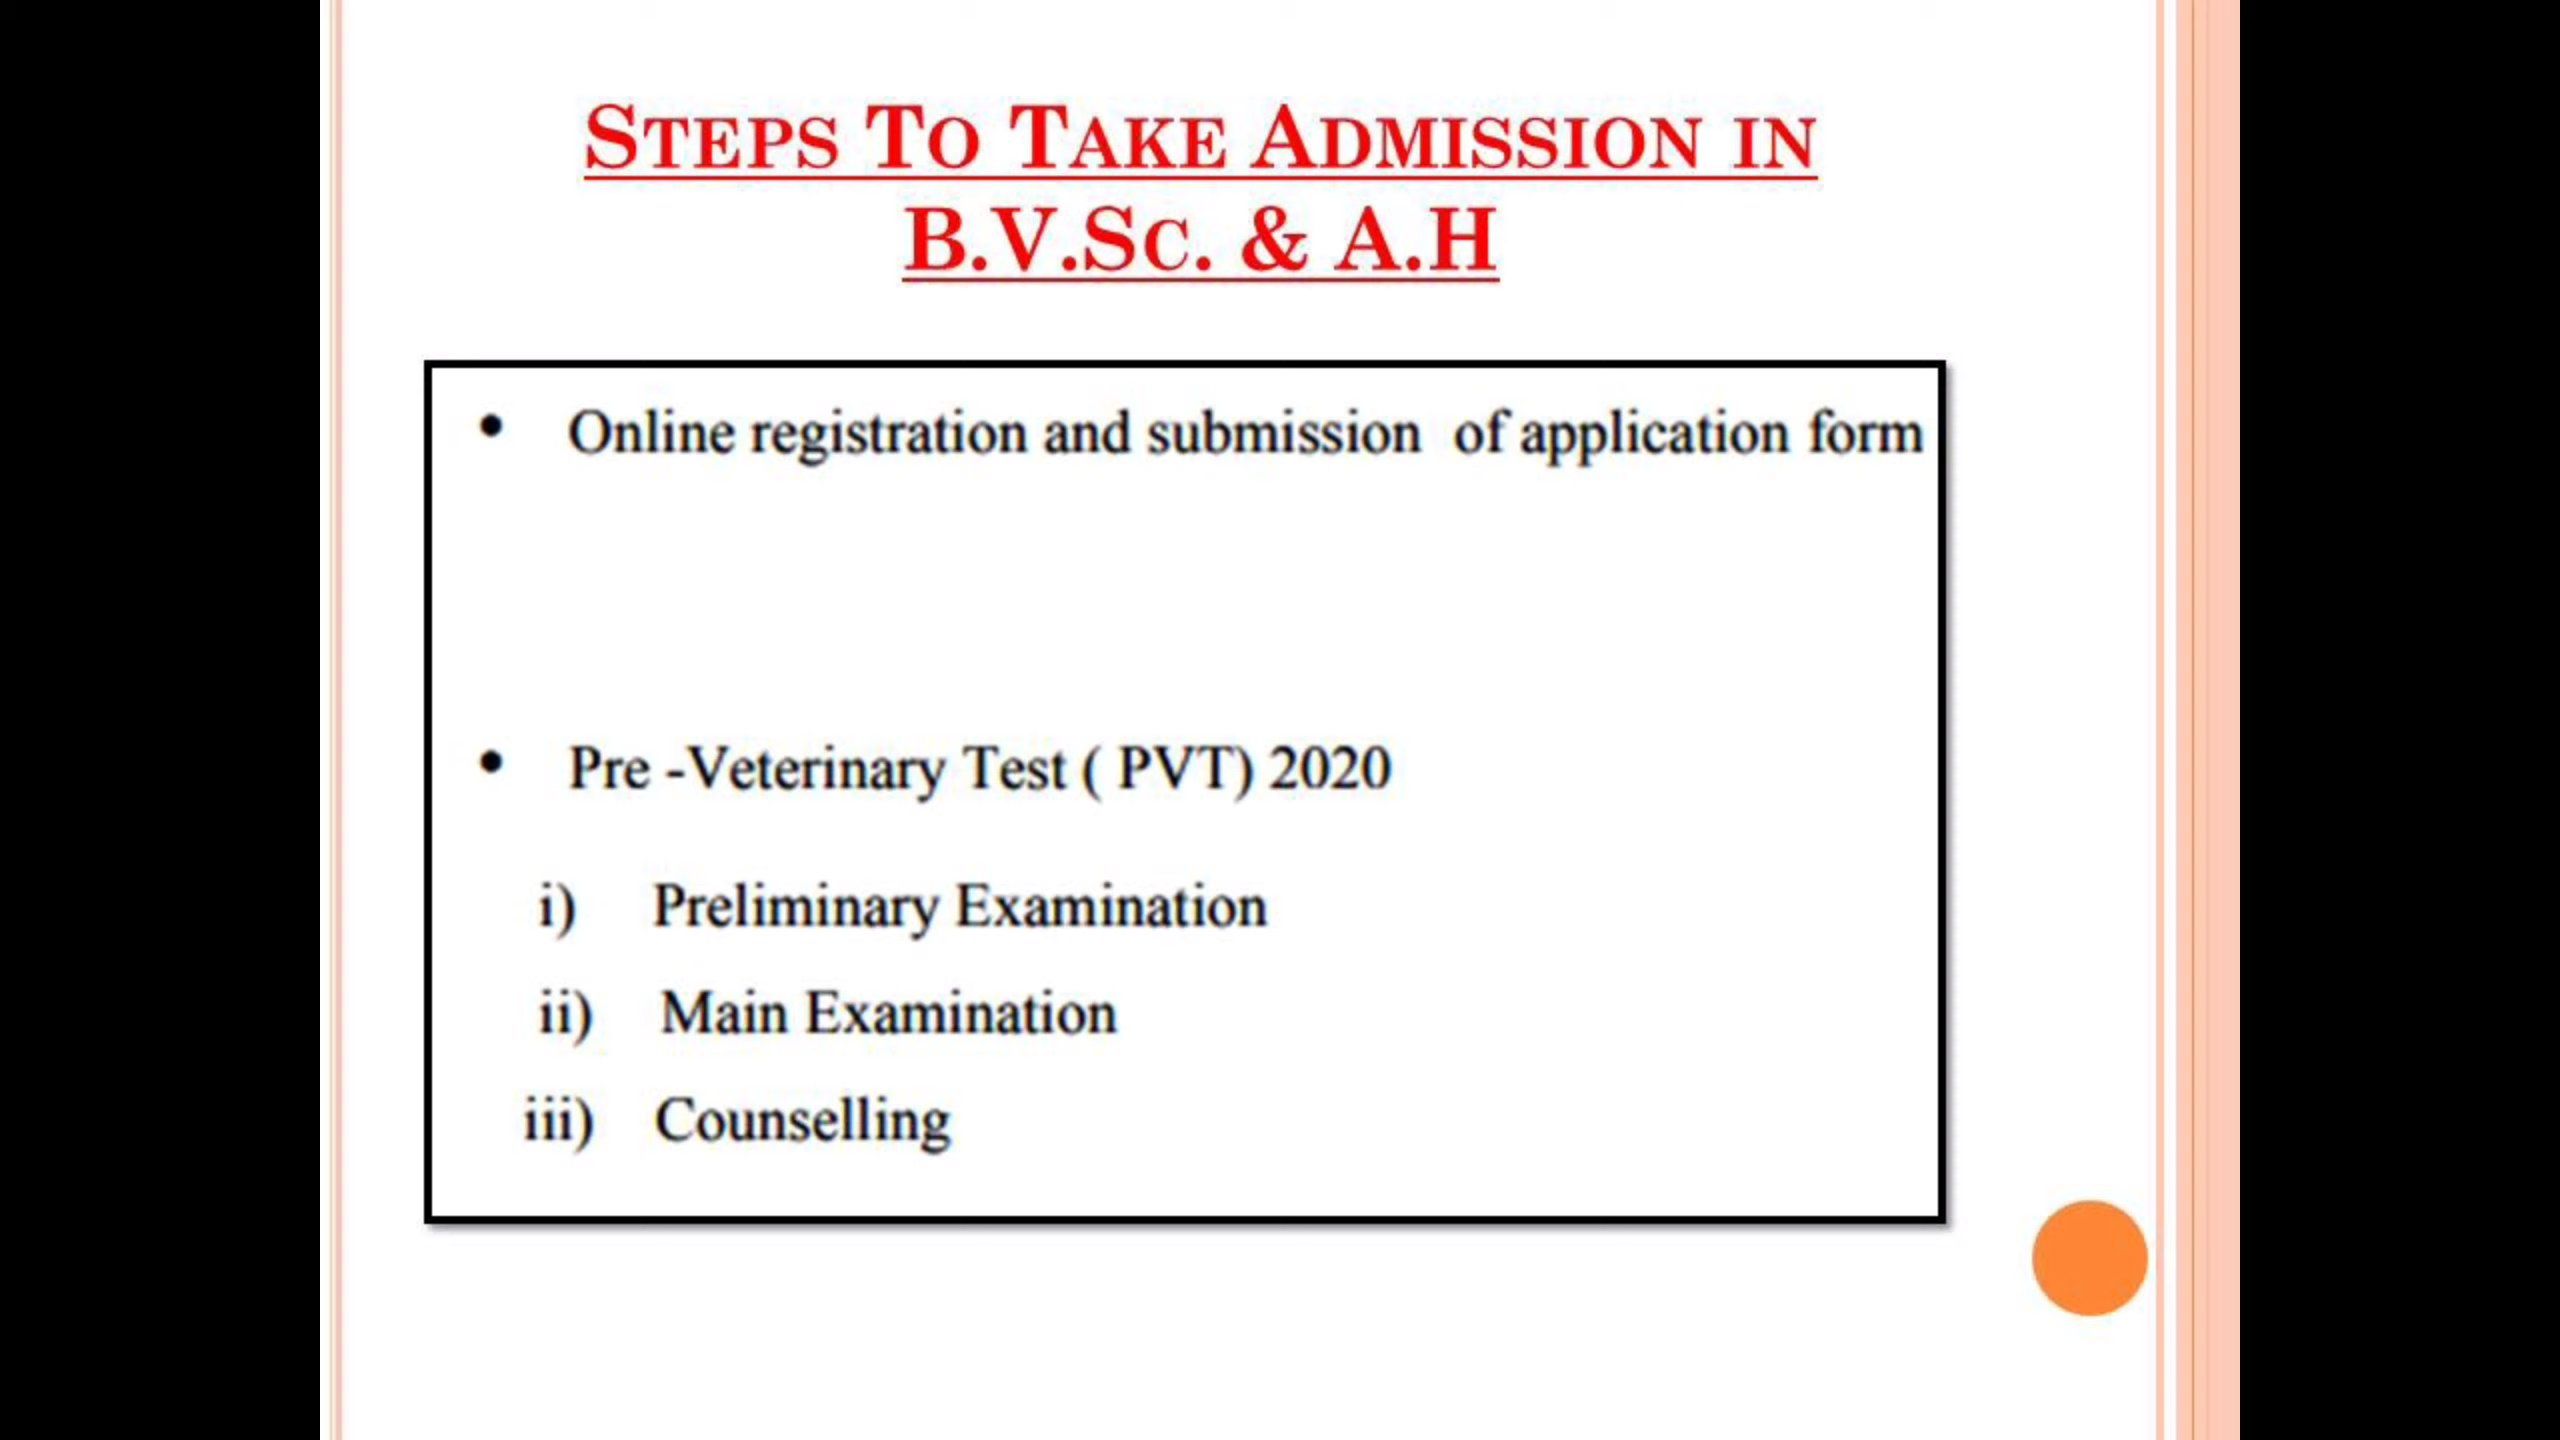 Steps To Take Admission in
B.V.Sc. & A.H
• Online registration and submission of application form
• Pre -Veterinary Test ( PVT) 2020
i) Preliminary Examination
ii) Main Examination
iii) Counselling